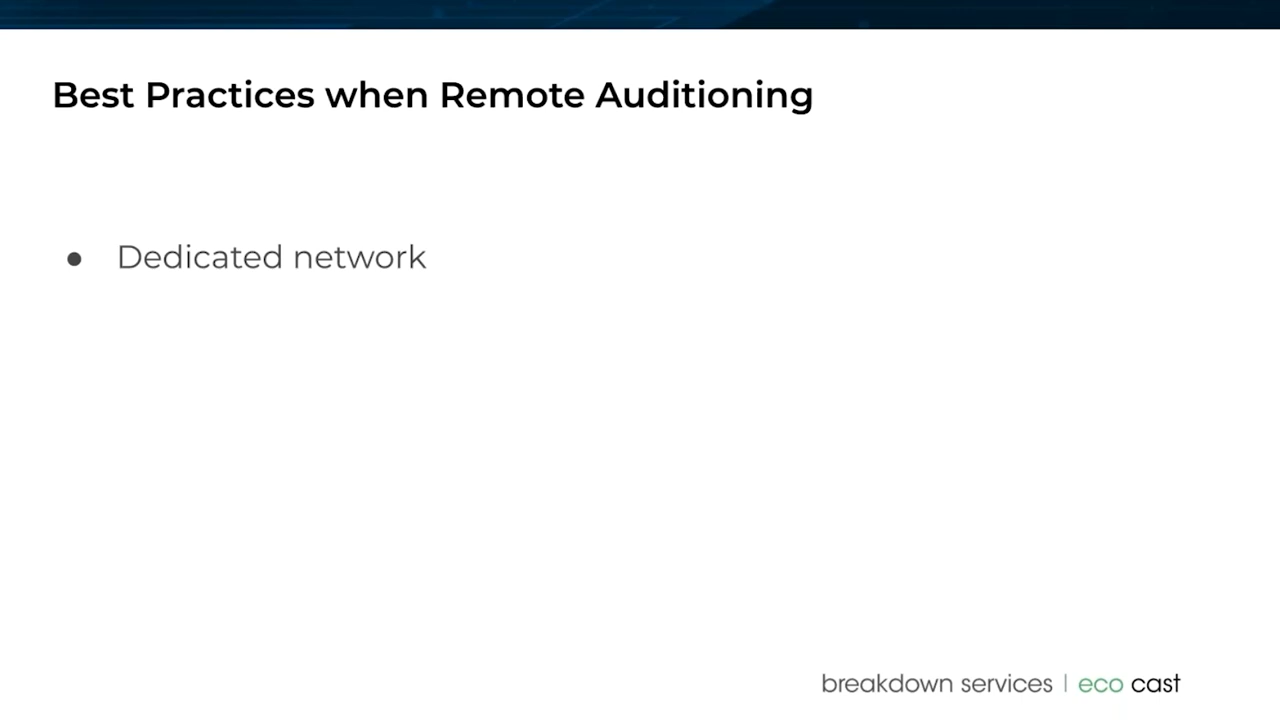 Best Practices when Remote Auditioning
● Dedicated network
breakdown services | eco cast